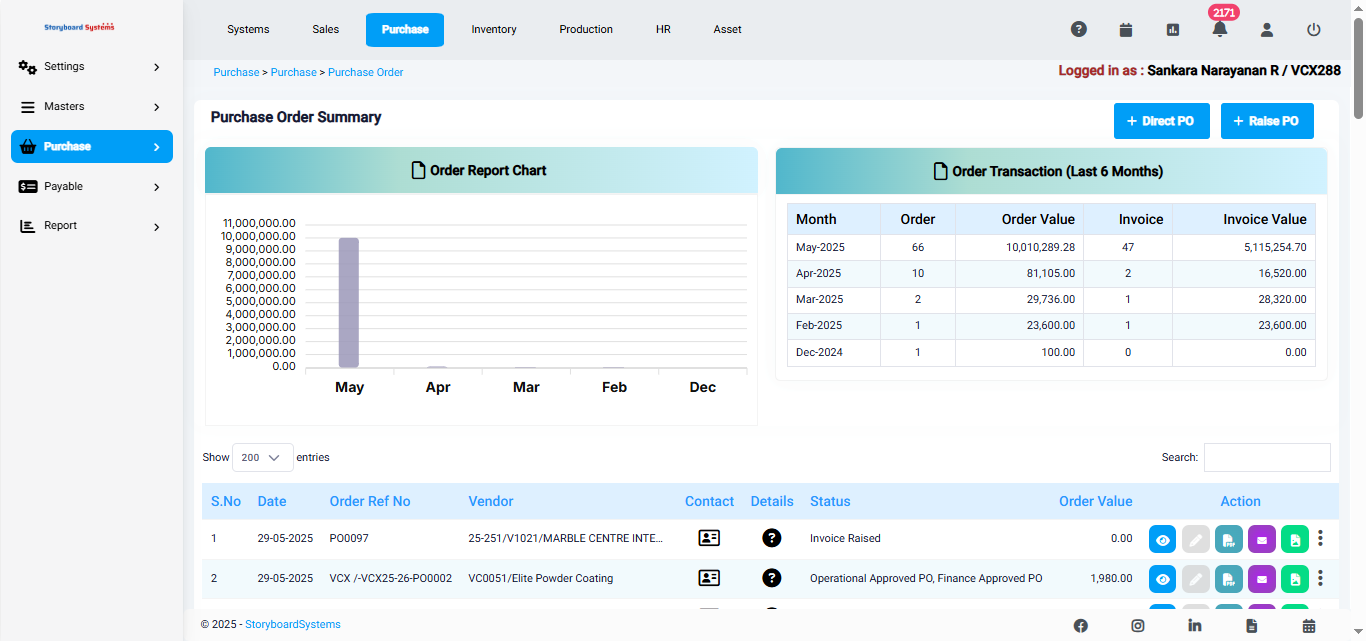 Storyboard Systems
Systems Sales Purchase Inventory Production HR Asset 2171
Settings
Masters
Purchase
Payable
Report
Purchase > Purchase > Purchase Order
Logged in as : Sankara Narayanan R / VCX288
Purchase Order Summary
+ Direct PO + Raise PO
Order Report Chart
11,000,000.00
10,000,000.00
9,000,000.00
8,000,000.00
7,000,000.00
6,000,000.00
5,000,000.00
4,000,000.00
3,000,000.00
2,000,000.00
1,000,000.00
0.00
May Apr Mar Feb Dec
Order Transaction (Last 6 Months)
Month Order Order Value Invoice Invoice Value
May-2025 66 10,010,289.28 47 5,115,254.70
Apr-2025 10 81,105.00 2 16,520.00
Mar-2025 2 29,736.00 1 28,320.00
Feb-2025 1 23,600.00 1 23,600.00
Dec-2024 1 100.00 0 0.00
Show 200 entries Search:
S.No Date Order Ref No Vendor Contact Details Status Order Value Action
1 29-05-2025 PO0097 25-251/V1021/MARBLE CENTRE INTE... Invoice Raised 0.00
2 29-05-2025 VCX /-VCX25-26-PO0002 VC0051/Elite Powder Coating Operational Approved PO, Finance Approved PO 1,980.00
© 2025 - StoryboardSystems